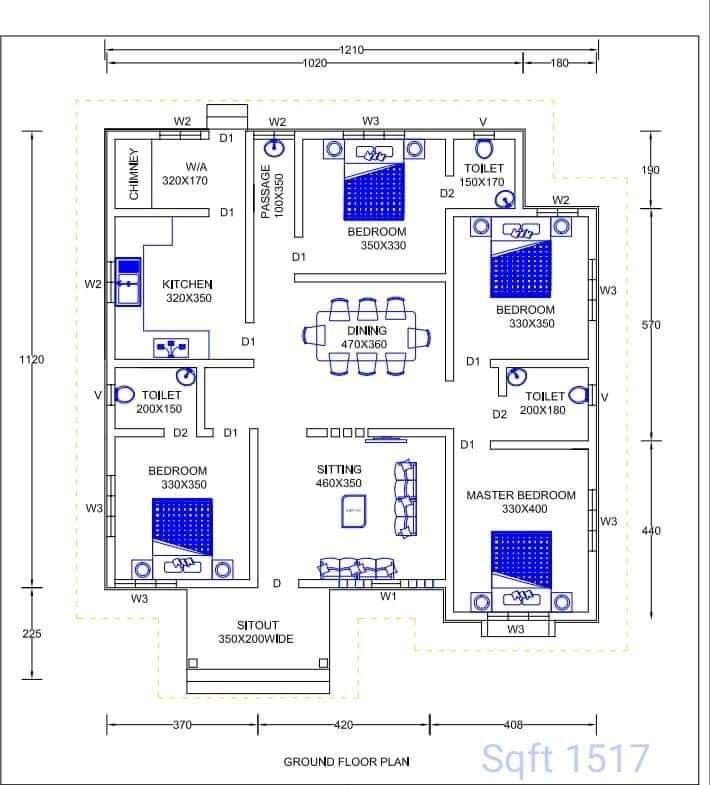 1210
1020
180
W2
D1
W2
W3
V
CHIMNEY
W/A
320X170
PASSAGE
100X350
TOILET
150X170
190
D2
W2
D1
BEDROOM
350X330
D1
W2
KITCHEN
320X350
W3
BEDROOM
330X350
570
DINING
470X360
D1
1120
D1
V
TOILET
200X150
TOILET
200X180
V
D2
D2
D1
D1
BEDROOM
330X350
SITTING
460X350
MASTER BEDROOM
330X400
W3
W3
440
W3
D
W1
W3
225
SITOUT
350X200WIDE
370
420
408
GROUND FLOOR PLAN
Sqft 1517